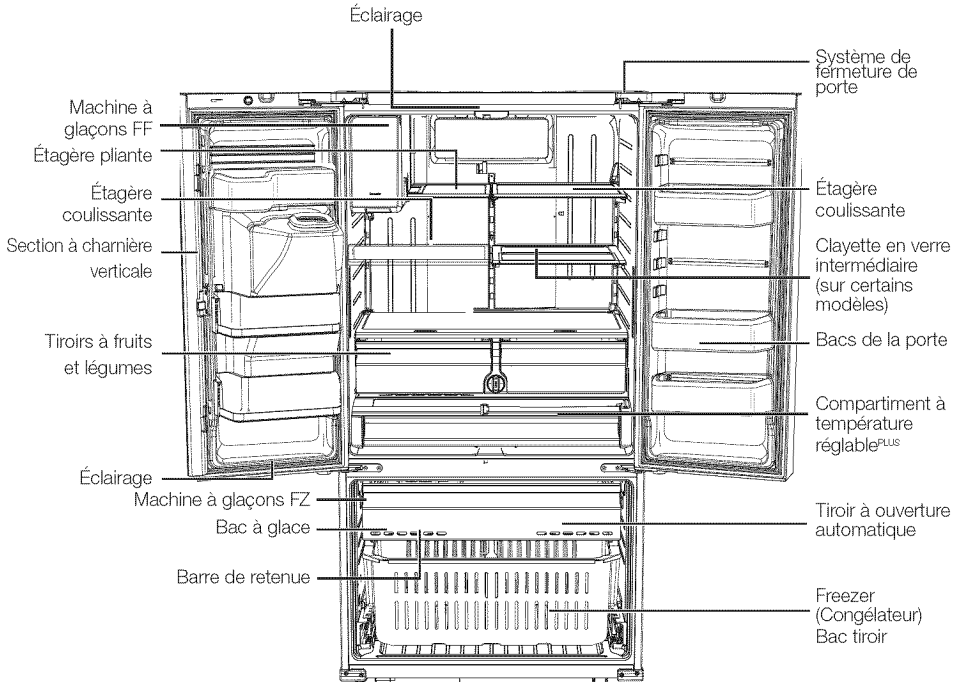 Éclairage
Système de
fermeture de
porte
Machine à
glaçons FF
Étagère pliante
Étagère
coulissante
Section à charnière
verticale
Étagère
coulissante
Clayette en verre
intermédiaire
(sur certains
modèles)
Tiroirs à fruits
et légumes
Bacs de la porte
Compartiment à
température
réglablePLUS
Éclairage
Machine à glaçons FZ
Bac à glace
Barre de retenue
Tiroir à ouverture
automatique
Freezer
(Congélateur)
Bac tiroir